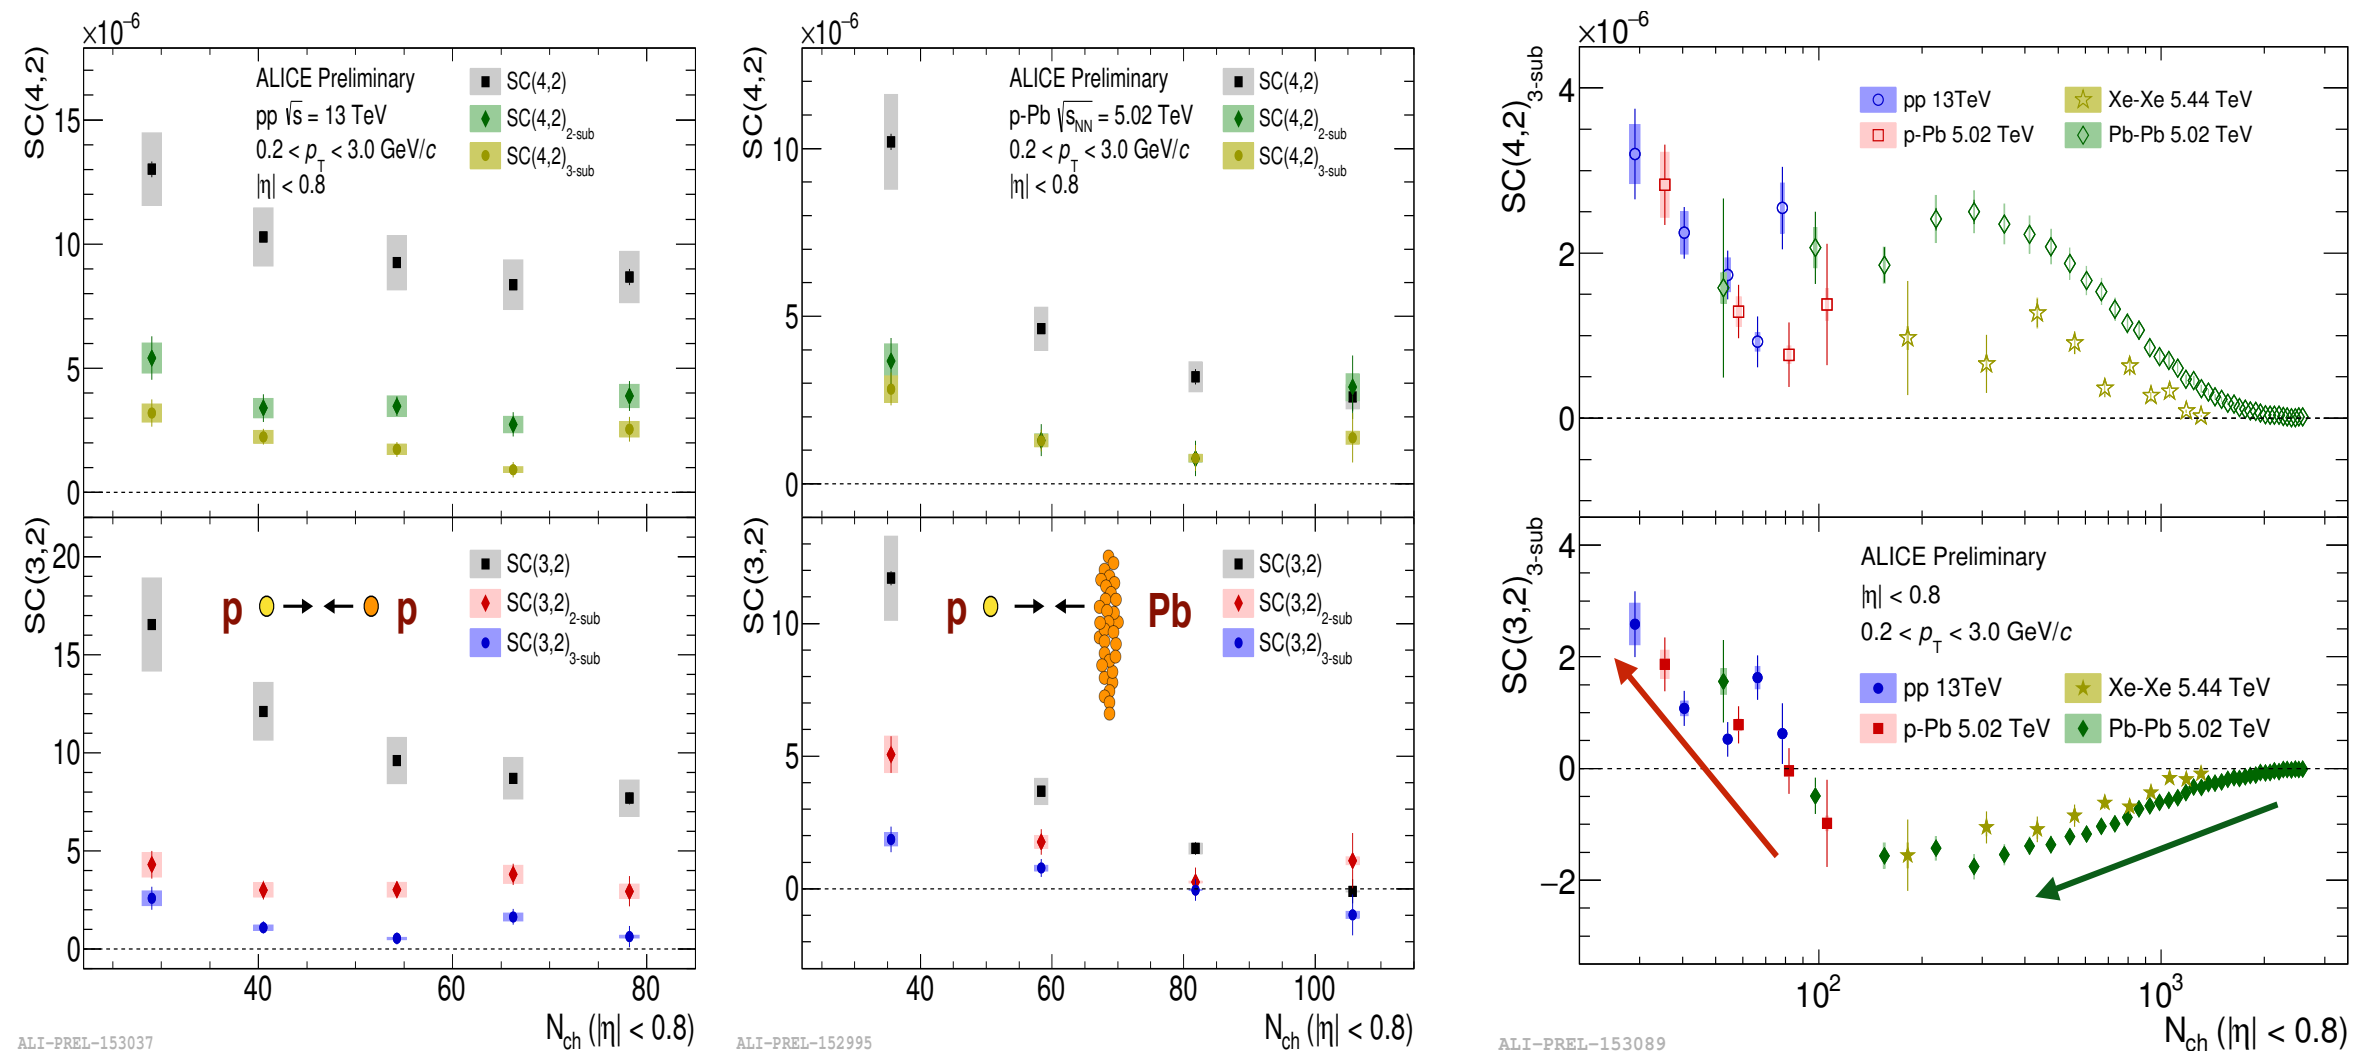 ×10⁻⁶
SC(4,2)
ALICE Preliminary
pp √s = 13 TeV
0.2 < p_T < 3.0 GeV/c
|η| < 0.8
SC(4,2)
SC(4,2)_2-sub
SC(4,2)_3-sub
15
10
5
0
SC(3,2)
SC(3,2)
SC(3,2)_2-sub
SC(3,2)_3-sub
p p
20
15
10
5
0
40 60 80
N_ch (|η| < 0.8)
ALI-PREL-153037
×10⁻⁶
SC(4,2)
ALICE Preliminary
p-Pb √s_NN = 5.02 TeV
0.2 < p_T < 3.0 GeV/c
|η| < 0.8
SC(4,2)
SC(4,2)_2-sub
SC(4,2)_3-sub
10
5
0
SC(3,2)
SC(3,2)
SC(3,2)_2-sub
SC(3,2)_3-sub
p Pb
10
5
0
40 60 80 100
N_ch (|η| < 0.8)
ALI-PREL-152995
×10⁻⁶
SC(4,2)_3-sub
pp 13TeV
p-Pb 5.02 TeV
Xe-Xe 5.44 TeV
Pb-Pb 5.02 TeV
4
2
0
SC(3,2)_3-sub
ALICE Preliminary
|η| < 0.8
0.2 < p_T < 3.0 GeV/c
pp 13TeV
p-Pb 5.02 TeV
Xe-Xe 5.44 TeV
Pb-Pb 5.02 TeV
4
2
0
−2
10² 10³
N_ch (|η| < 0.8)
ALI-PREL-153089